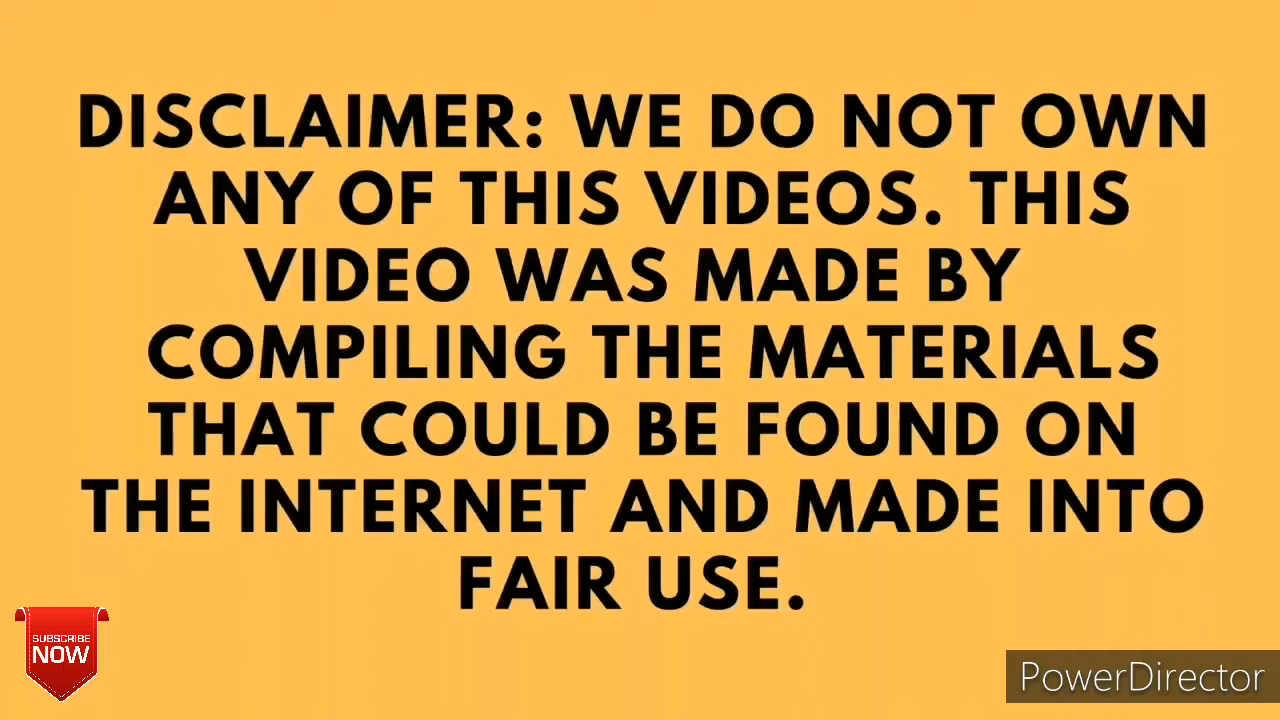 DISCLAIMER: WE DO NOT OWN
ANY OF THIS VIDEOS. THIS
VIDEO WAS MADE BY
COMPILING THE MATERIALS
THAT COULD BE FOUND ON
THE INTERNET AND MADE INTO
FAIR USE.
SUBSCRIBE
NOW
PowerDirector